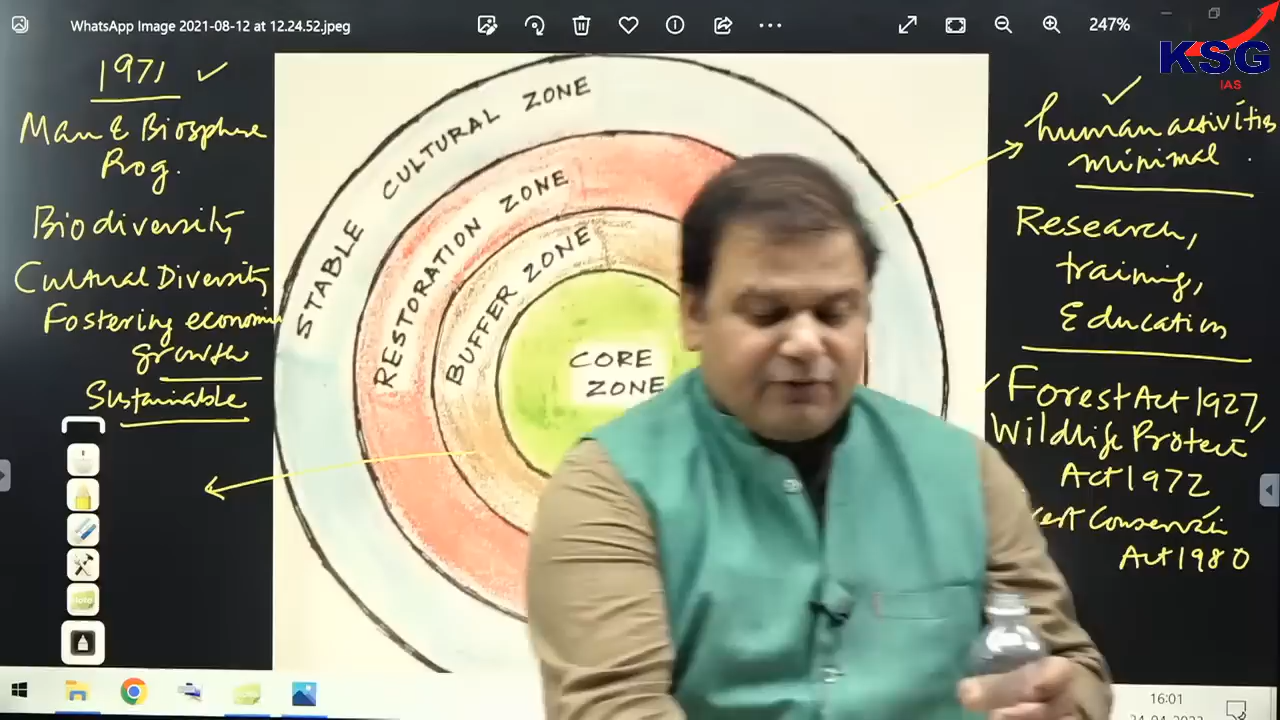 WhatsApp Image 2021-08-12 at 12.24.52.jpeg
247%
KSG
IAS
1971
Man & Biosphere
Prog.
Biodiversity
Cultural Diversity
Fostering economic
growth
Sustainable
STABLE CULTURAL ZONE
RESTORATION ZONE
BUFFER ZONE
CORE
ZONE
human activities
minimal
Research,
training,
Education
Forest Act 1927,
Wildlife Protect
Act 1972
Act 1980
16:01